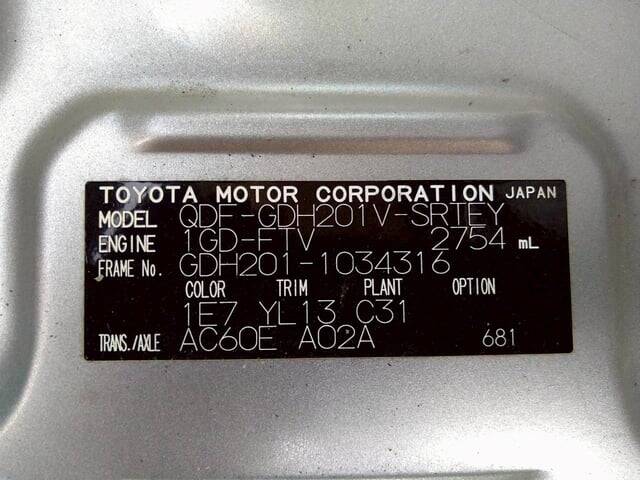 TOYOTA MOTOR CORPORATION JAPAN
MODEL QDF-GDH201V-SRTEY
ENGINE 1GD-FTV 2754 mL
FRAME No. GDH201-1034316
COLOR TRIM PLANT OPTION
1E7 YL13 C31
TRANS./AXLE AC60E A02A 681